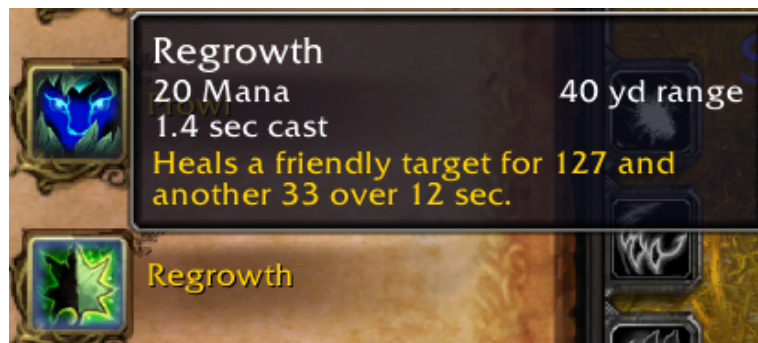 Regrowth
20 Mana 40 yd range
1.4 sec cast
Heals a friendly target for 127 and
another 33 over 12 sec.
Prowl
Regrowth